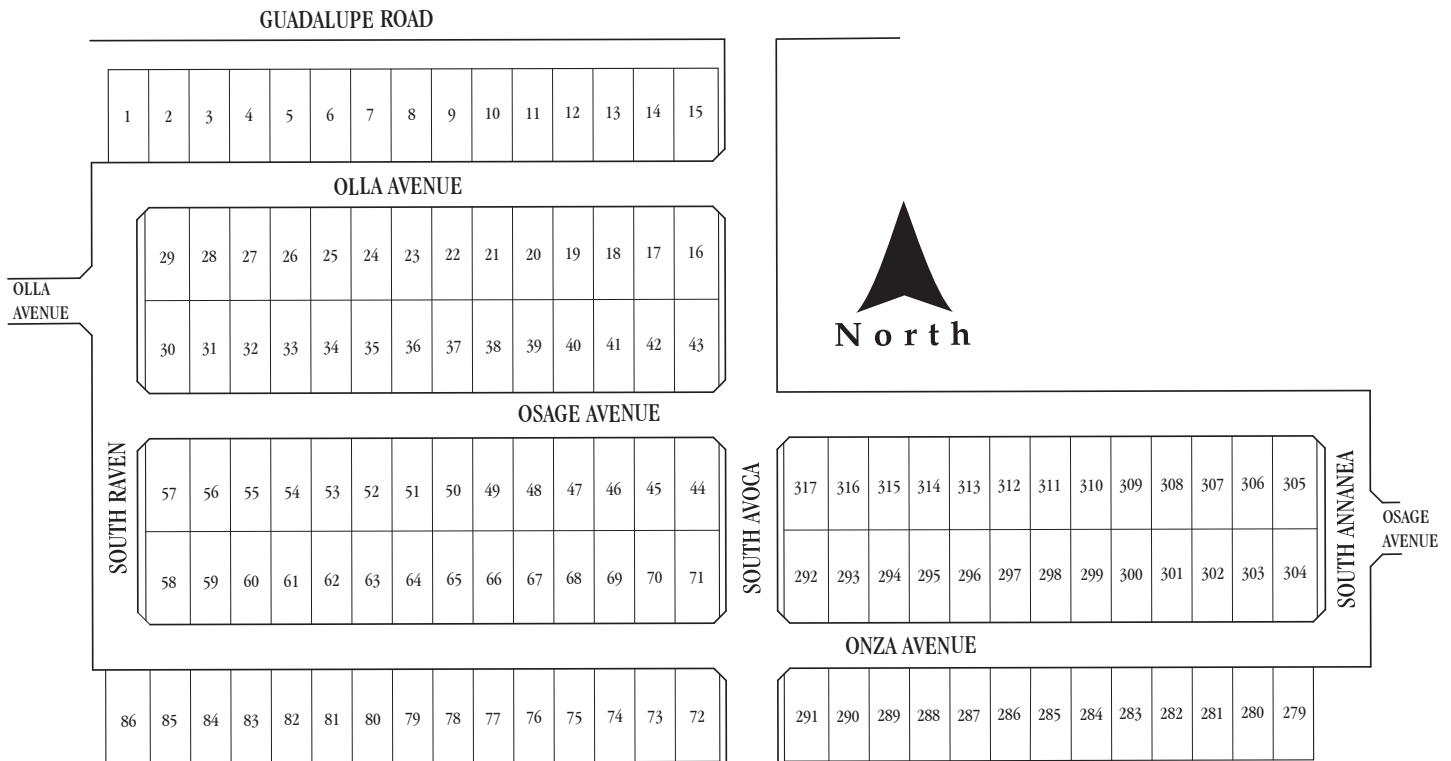 GUADALUPE ROAD
1 2 3 4 5 6 7 8 9 10 11 12 13 14 15
OLLA AVENUE
29 28 27 26 25 24 23 22 21 20 19 18 17 16
OLLA
AVENUE
North
30 31 32 33 34 35 36 37 38 39 40 41 42 43
OSAGE AVENUE
SOUTH RAVEN
57 56 55 54 53 52 51 50 49 48 47 46 45 44
SOUTH AVOCA
317 316 315 314 313 312 311 310 309 308 307 306 305
SOUTH ANNANEA
OSAGE
AVENUE
58 59 60 61 62 63 64 65 66 67 68 69 70 71
292 293 294 295 296 297 298 299 300 301 302 303 304
ONZA AVENUE
86 85 84 83 82 81 80 79 78 77 76 75 74 73 72
291 290 289 288 287 286 285 284 283 282 281 280 279